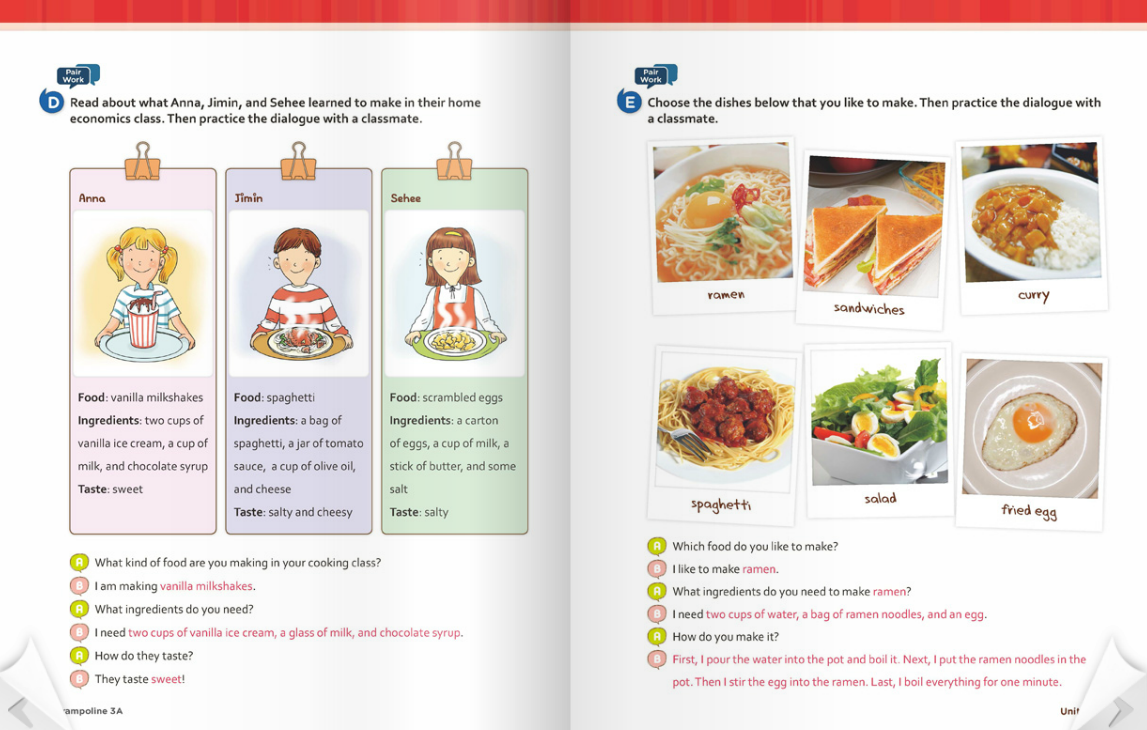 Pair
Work
D
Read about what Anna, Jimin, and Sehee learned to make in their home
economics class. Then practice the dialogue with a classmate.
Anna
Food: vanilla milkshakes
Ingredients: two cups of
vanilla ice cream, a cup of
milk, and chocolate syrup
Taste: sweet
Jimin
Food: spaghetti
Ingredients: a bag of
spaghetti, a jar of tomato
sauce, a cup of olive oil,
and cheese
Taste: salty and cheesy
Sehee
Food: scrambled eggs
Ingredients: a carton
of eggs, a cup of milk, a
stick of butter, and some
salt
Taste: salty
A What kind of food are you making in your cooking class?
B I am making vanilla milkshakes.
A What ingredients do you need?
B I need two cups of vanilla ice cream, a glass of milk, and chocolate syrup.
A How do they taste?
B They taste sweet!
rampoline 3A
Pair
Work
E
Choose the dishes below that you like to make. Then practice the dialogue with
a classmate.
ramen
sandwiches
curry
spaghetti
salad
fried egg
A Which food do you like to make?
B I like to make ramen.
A What ingredients do you need to make ramen?
B I need two cups of water, a bag of ramen noodles, and an egg.
A How do you make it?
B First, I pour the water into the pot and boil it. Next, I put the ramen noodles in the
pot. Then I stir the egg into the ramen. Last, I boil everything for one minute.
Unit